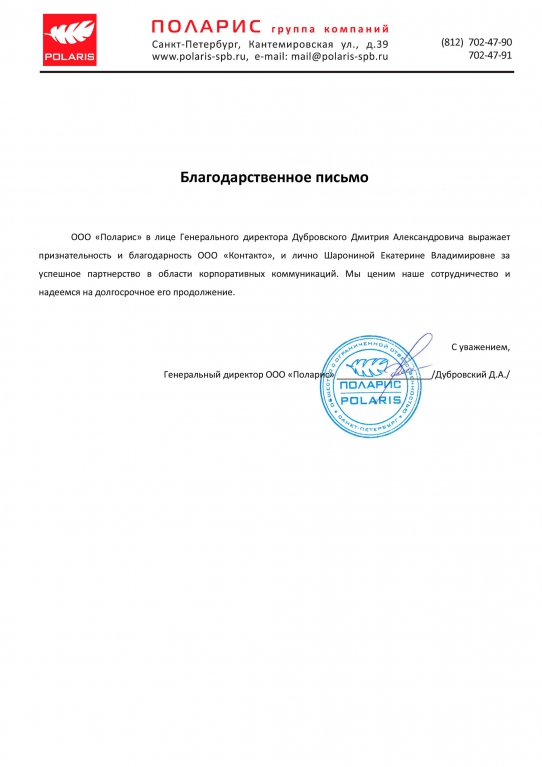 POLARIS
ПОЛАРИС группа компаний
Санкт-Петербург, Кантемировская ул., д.39
www.polaris-spb.ru, e-mail: mail@polaris-spb.ru
(812) 702-47-90
702-47-91
Благодарственное письмо
ООО «Поларис» в лице Генерального директора Дубровского Дмитрия Александровича выражает
признательность и благодарность ООО «Контакто», и лично Шарониной Екатерине Владимировне за
успешное партнерство в области корпоративных коммуникаций. Мы ценим наше сотрудничество и
надеемся на долгосрочное его продолжение.
С уважением,
Генеральный директор ООО «Поларис» /Дубровский Д.А./
ОБЩЕСТВО С ОГРАНИЧЕННОЙ ОТВЕТСТВЕННОСТЬЮ
ПОЛАРИС
POLARIS
САНКТ-ПЕТЕРБУРГ